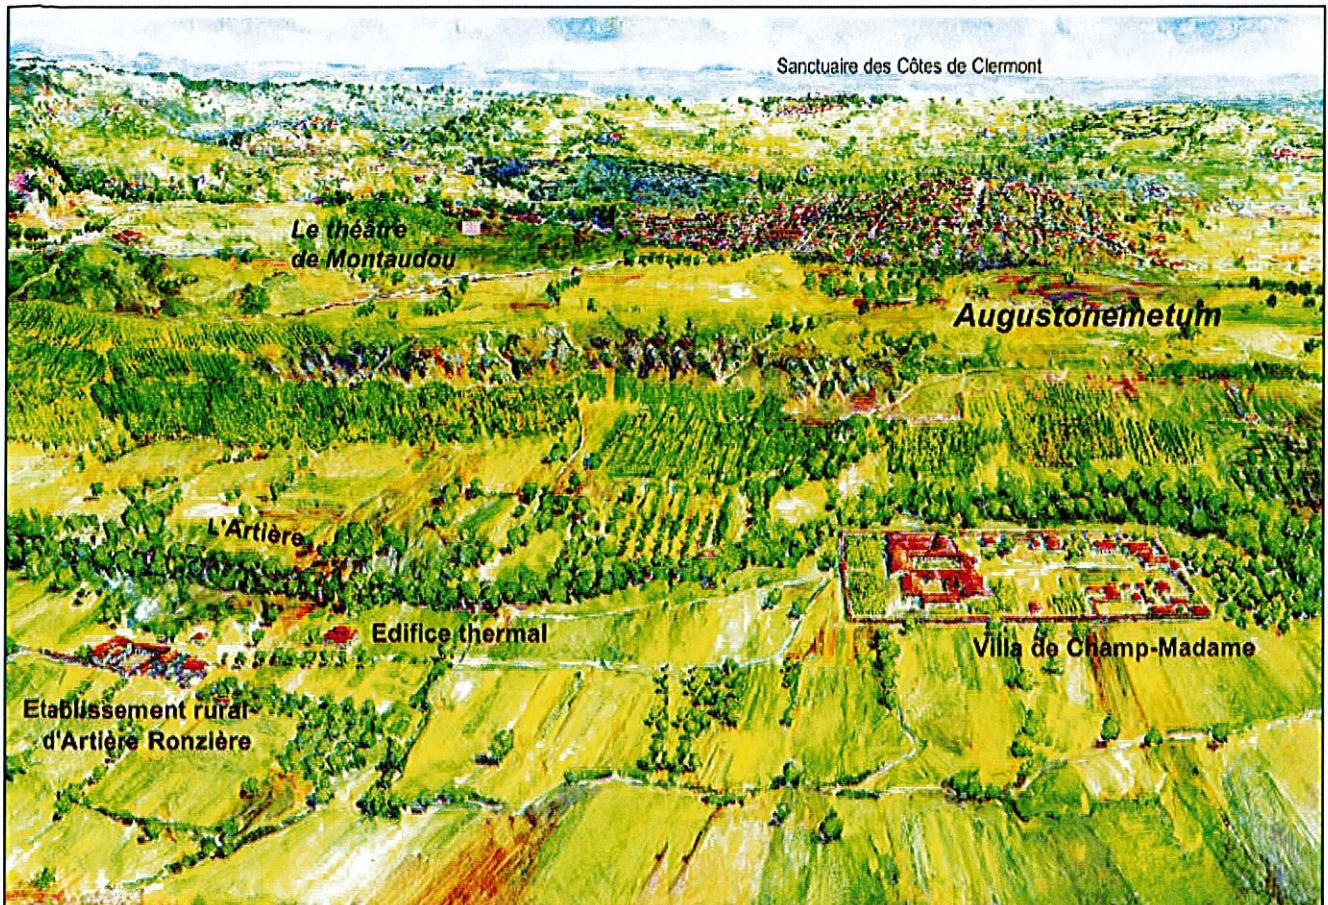 Sanctuaire des Côtes de Clermont
Le théâtre
de Montaudou
Augustonemetum
L'Artière
Edifice thermal
Villa de Champ-Madame
Etablissement rural
d'Artière Ronzière